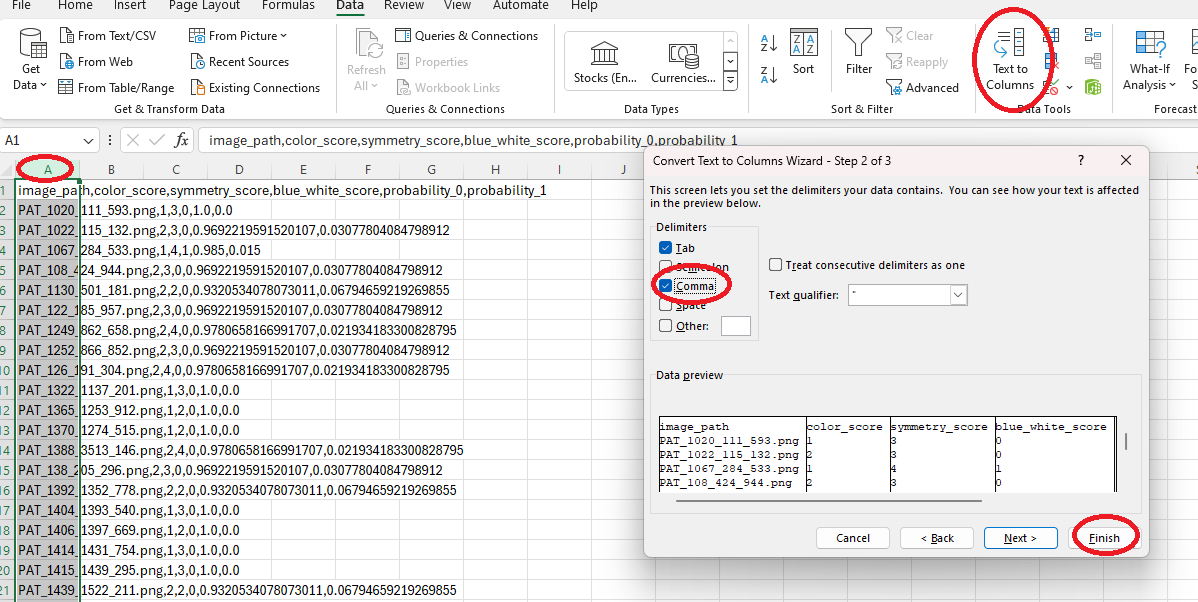 File Home Insert Page Layout Formulas Data Review View Automate Help
Get Data
From Text/CSV
From Web
From Table/Range
From Picture
Recent Sources
Existing Connections
Get & Transform Data
Refresh All
Queries & Connections
Properties
Workbook Links
Queries & Connections
Stocks (En...
Currencies...
Data Types
Sort
Filter
Clear
Reapply
Advanced
Sort & Filter
Text to Columns
Data Tools
What-If Analysis
Fo
Forecast
A1
fx
image_path,color_score,symmetry_score,blue_white_score,probability_0,probability_1
A B C D E F G H I J
1 image_path,color_score,symmetry_score,blue_white_score,probability_0,probability_1
2 PAT_1020_111_593.png,1,3,0,1.0,0.0
3 PAT_1022_115_132.png,2,3,0,0.9692219591520107,0.03077804084798912
4 PAT_1067_284_533.png,1,4,1,0.985,0.015
5 PAT_108_424_944.png,2,3,0,0.9692219591520107,0.03077804084798912
6 PAT_1130_501_181.png,2,2,0,0.9320534078073011,0.06794659219269855
7 PAT_122_185_957.png,2,3,0,0.9692219591520107,0.03077804084798912
8 PAT_1249_862_658.png,2,4,0,0.9780658166991707,0.021934183300828795
9 PAT_1252_866_852.png,2,3,0,0.9692219591520107,0.03077804084798912
10 PAT_126_191_304.png,2,4,0,0.9780658166991707,0.021934183300828795
11 PAT_1322_1137_201.png,1,3,0,1.0,0.0
12 PAT_1365_1253_912.png,1,2,0,1.0,0.0
13 PAT_1370_1274_515.png,1,2,0,1.0,0.0
14 PAT_1388_3513_146.png,2,4,0,0.9780658166991707,0.021934183300828795
15 PAT_138_205_296.png,2,3,0,0.9692219591520107,0.03077804084798912
16 PAT_1392_1352_778.png,2,2,0,0.9320534078073011,0.06794659219269855
17 PAT_1404_1393_540.png,1,3,0,1.0,0.0
18 PAT_1406_1397_669.png,1,2,0,1.0,0.0
19 PAT_1414_1431_754.png,1,3,0,1.0,0.0
20 PAT_1415_1439_295.png,1,3,0,1.0,0.0
21 PAT_1439_1522_211.png,2,2,0,0.9320534078073011,0.06794659219269855
Convert Text to Columns Wizard - Step 2 of 3
?
This screen lets you set the delimiters your data contains. You can see how your text is affected
in the preview below.
Delimiters
Tab
Semicolon
Comma
Space
Other:
Treat consecutive delimiters as one
Text qualifier: "
Data preview
image_path color_score symmetry_score blue_white_score
PAT_1020_111_593.png 1 3 0
PAT_1022_115_132.png 2 3 0
PAT_1067_284_533.png 1 4 1
PAT_108_424_944.png 2 3 0
Cancel < Back Next > Finish